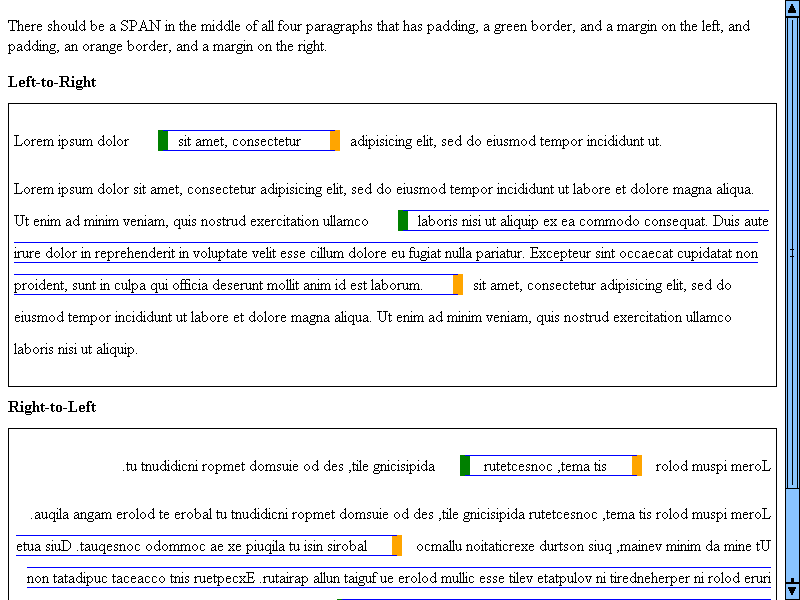 There should be a SPAN in the middle of all four paragraphs that has padding, a green border, and a margin on the left, and
padding, an orange border, and a margin on the right.
Left-to-Right
Lorem ipsum dolor sit amet, consectetur adipisicing elit, sed do eiusmod tempor incididunt ut.
Lorem ipsum dolor sit amet, consectetur adipisicing elit, sed do eiusmod tempor incididunt ut labore et dolore magna aliqua.
Ut enim ad minim veniam, quis nostrud exercitation ullamco laboris nisi ut aliquip ex ea commodo consequat. Duis aute
irure dolor in reprehenderit in voluptate velit esse cillum dolore eu fugiat nulla pariatur. Excepteur sint occaecat cupidatat non
proident, sunt in culpa qui officia deserunt mollit anim id est laborum. sit amet, consectetur adipisicing elit, sed do
eiusmod tempor incididunt ut labore et dolore magna aliqua. Ut enim ad minim veniam, quis nostrud exercitation ullamco
laboris nisi ut aliquip.
Right-to-Left
.tu tnudidicni ropmet domsuie od des ,tile gnicisipida rutetcesnoc ,tema tis rolod muspi meroL
.auqila angam erolod te erobal tu tnudidicni ropmet domsuie od des ,tile gnicisipida rutetcesnoc ,tema tis rolod muspi meroL
etua siuD .tauqesnoc odommoc ae xe piuqila tu isin sirobal ocmallu noitaticrexe durtson siuq ,mainev minim da mine tU
non tatadipuc taceacco tnis ruetpecxE .rutairap allun taiguf ue erolod mullic esse tilev etatpulov ni tiredneherper ni rolod eruri